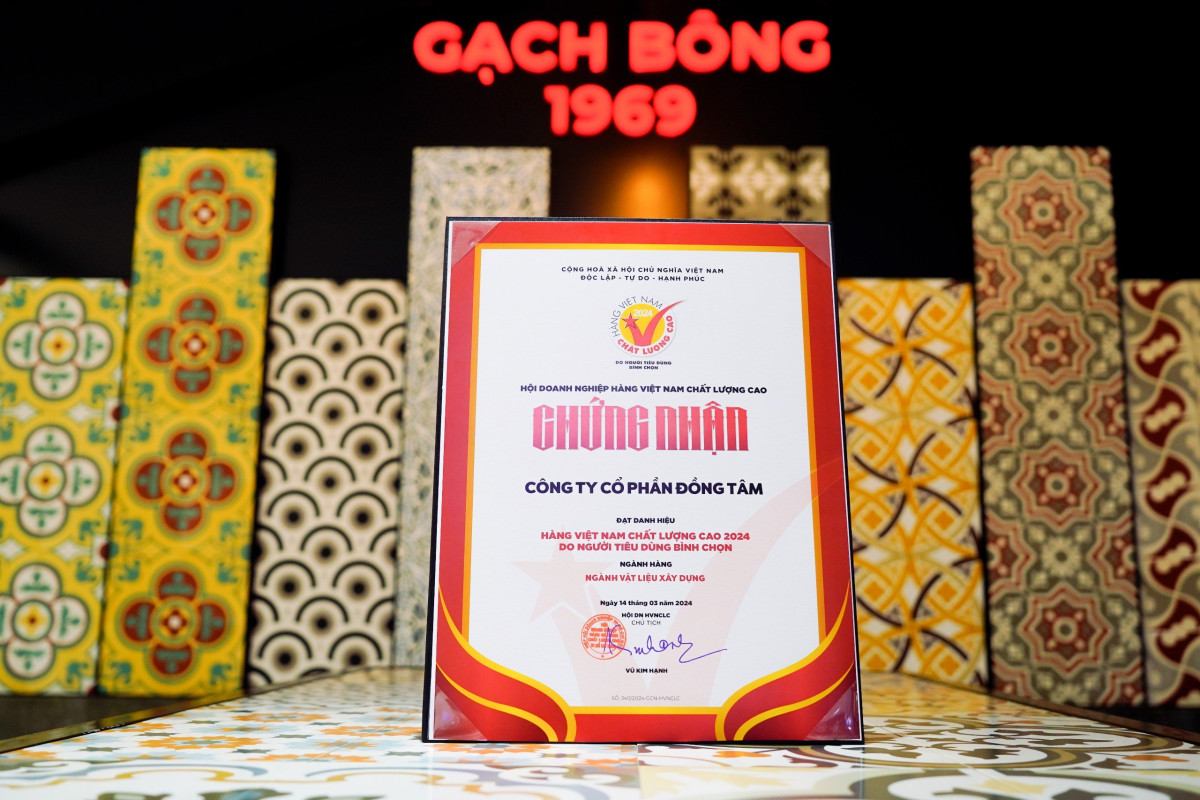 GẠCH BÔNG
1969
CỘNG HOÀ XÃ HỘI CHỦ NGHĨA VIỆT NAM
ĐỘC LẬP - TỰ DO - HẠNH PHÚC
HÀNG VIỆT NAM
2024
CHẤT LƯỢNG CAO
DO NGƯỜI TIÊU DÙNG
BÌNH CHỌN
HỘI DOANH NGHIỆP HÀNG VIỆT NAM CHẤT LƯỢNG CAO
CHỨNG NHẬN
CÔNG TY CỔ PHẦN ĐỒNG TÂM
ĐẠT DANH HIỆU
HÀNG VIỆT NAM CHẤT LƯỢNG CAO 2024
DO NGƯỜI TIÊU DÙNG BÌNH CHỌN
NGÀNH HÀNG
NGÀNH VẬT LIỆU XÂY DỰNG
Ngày 14 tháng 03 năm 2024
HỘI DN HVNCLC
CHỦ TỊCH
VŨ KIM HẠNH